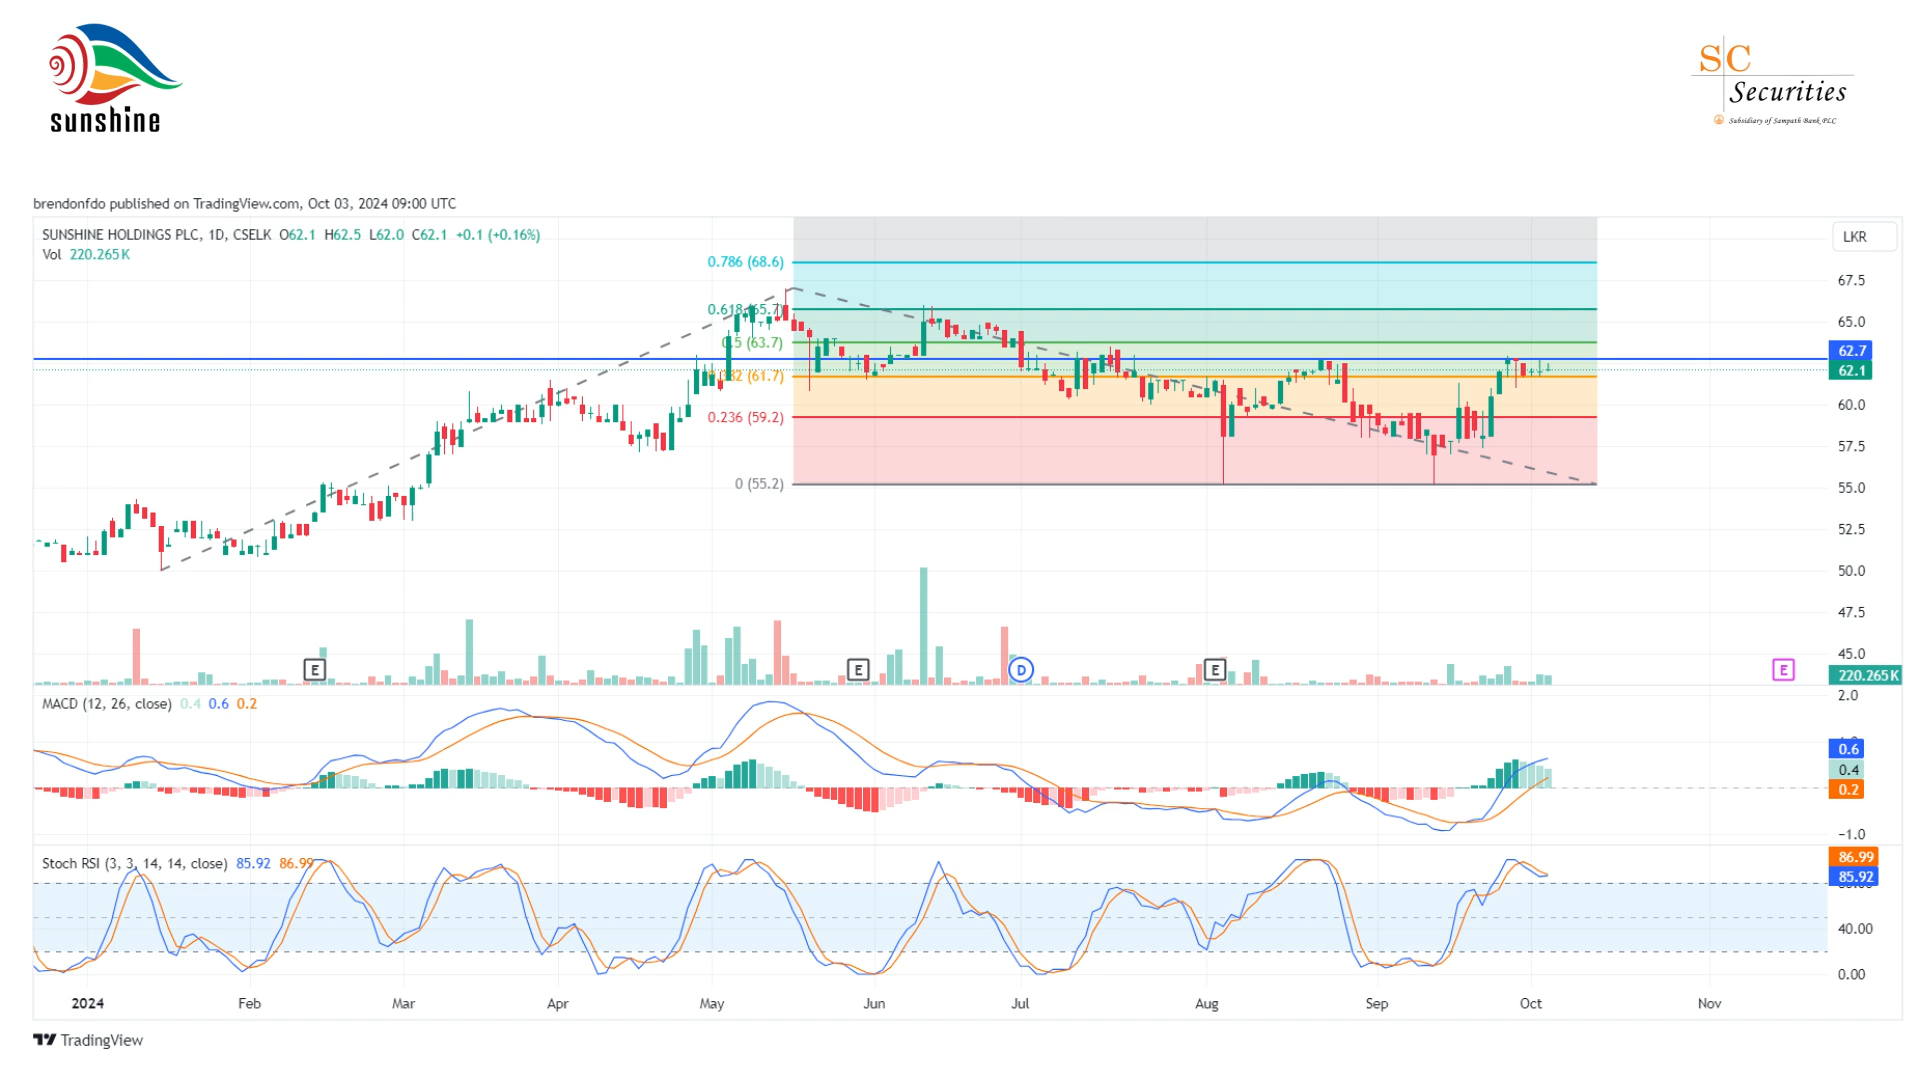 sunshine
SC
Securities
Subsidiary of Sampath Bank PLC
brendonfdo published on TradingView.com, Oct 03, 2024 09:00 UTC
SUNSHINE HOLDINGS PLC, 1D, CSELK O62.1 H62.5 L62.0 C62.1 +0.1 (+0.16%)
Vol 220.265K
LKR
0.786 (68.6)
0.618 (65.7)
0.5 (63.7)
0.382 (61.7)
0.236 (59.2)
0 (55.2)
67.5
65.0
62.7
62.1
60.0
57.5
55.0
52.5
50.0
47.5
45.0
220.265K
E
E
D
E
E
MACD (12, 26, close) 0.4 0.6 0.2
2.0
0.6
0.4
0.2
−1.0
Stoch RSI (3, 3, 14, 14, close) 85.92 86.99
86.99
85.92
40.00
0.00
2024 Feb Mar Apr May Jun Jul Aug Sep Oct Nov
TradingView